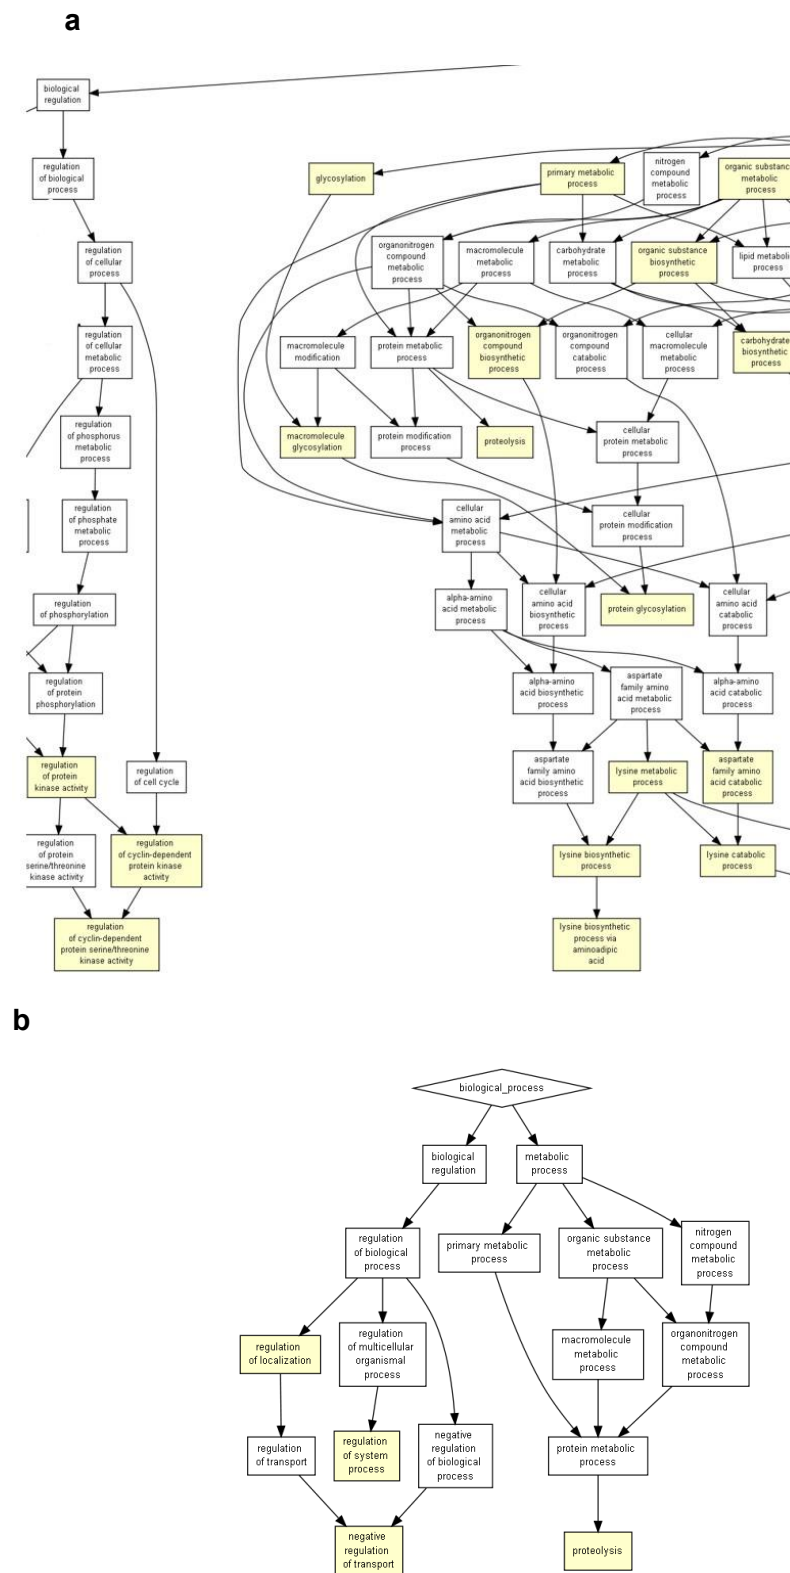 a
biological
regulation
regulation
of biological
process
glycosylation
primary metabolic
process
nitrogen
compound
metabolic
process
organic substance
metabolic
process
regulation
of cellular
process
organonitrogen
compound
metabolic
process
macromolecule
metabolic
process
carbohydrate
metabolic
process
organic substance
biosynthetic
process
lipid metabolic
process
regulation
of cellular
metabolic
process
macromolecule
modification
protein metabolic
process
organonitrogen
compound
biosynthetic
process
organonitrogen
compound
catabolic
process
cellular
macromolecule
metabolic
process
carbohydrate
biosynthetic
process
regulation
of phosphorus
metabolic
process
macromolecule
glycosylation
protein modification
process
proteolysis
cellular
protein metabolic
process
regulation
of phosphate
metabolic
process
cellular
amino acid
metabolic
process
cellular
protein modification
process
regulation
of phosphorylation
alpha-amino
acid metabolic
process
cellular
amino acid
biosynthetic
process
protein glycosylation
cellular
amino acid
catabolic
process
regulation
of protein
phosphorylation
alpha-amino
acid biosynthetic
process
aspartate
family amino
acid metabolic
process
alpha-amino
acid catabolic
process
regulation
of protein
kinase activity
regulation
of cell cycle
aspartate
family amino
acid biosynthetic
process
lysine metabolic
process
aspartate
family amino
acid catabolic
process
regulation
of protein
serine/threonine
kinase activity
regulation
of cyclin-dependent
protein kinase
activity
lysine biosynthetic
process
lysine catabolic
process
regulation
of cyclin-dependent
protein serine/threonine
kinase activity
lysine biosynthetic
process via
aminoadipic
acid
b
biological_process
biological
regulation
metabolic
process
regulation
of biological
process
primary metabolic
process
organic substance
metabolic
process
nitrogen
compound
metabolic
process
regulation
of localization
regulation
of multicellular
organismal
process
macromolecule
metabolic
process
organonitrogen
compound
metabolic
process
regulation
of transport
regulation
of system
process
negative
regulation
of biological
process
protein metabolic
process
negative
regulation
of transport
proteolysis